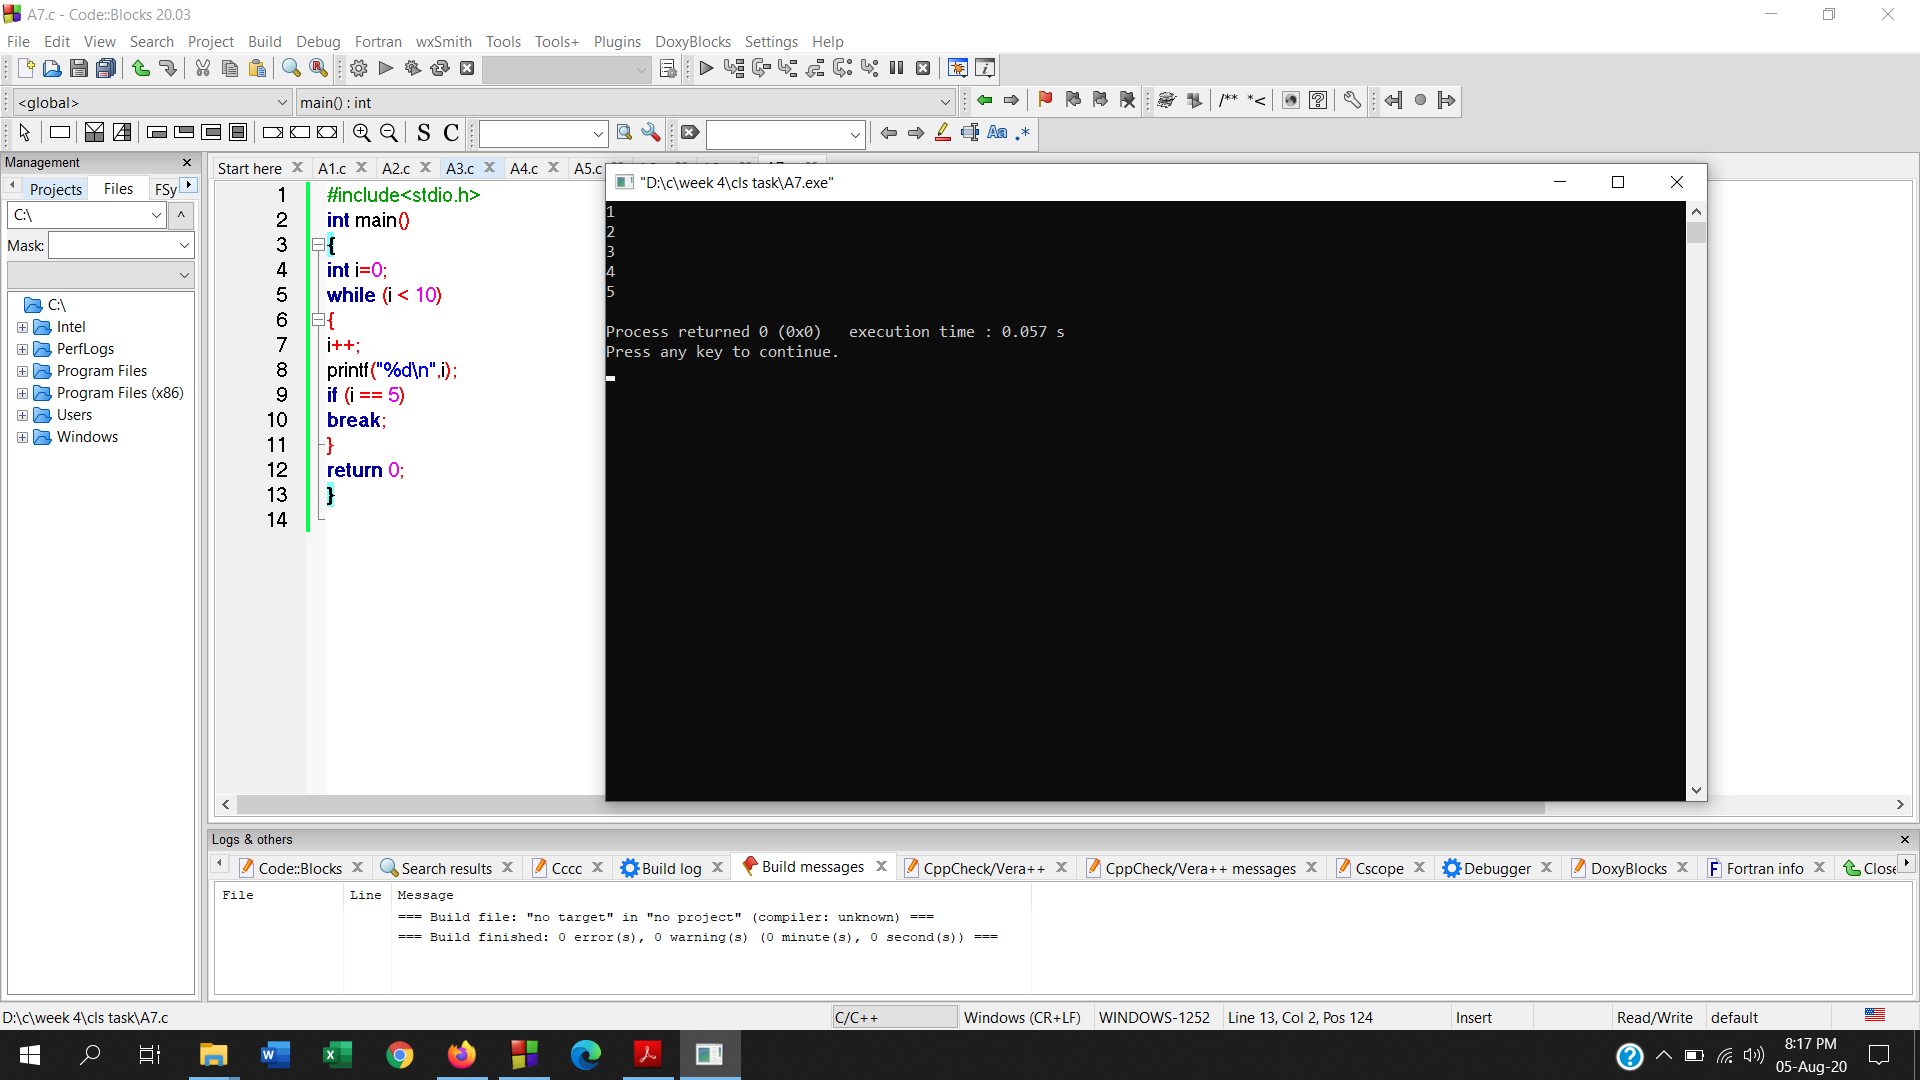 A7.c - Code::Blocks 20.03
File Edit View Search Project Build Debug Fortran wxSmith Tools Tools+ Plugins DoxyBlocks Settings Help
<global> main() : int /** *<
S C Aa .*
Management
Projects Files FSy
C:\ ^
Mask:
C:\
Intel
PerfLogs
Program Files
Program Files (x86)
Users
Windows
Start here A1.c A2.c A3.c A4.c A5.c
1 #include<stdio.h>
2 int main()
3 {
4 int i=0;
5 while (i < 10)
6 {
7 i++;
8 printf("%d\n",i);
9 if (i == 5)
10 break;
11 }
12 return 0;
13 }
14
"D:\c\week 4\cls task\A7.exe"
1
2
3
4
5
Process returned 0 (0x0)   execution time : 0.057 s
Press any key to continue.
Logs & others
Code::Blocks Search results Cccc Build log Build messages CppCheck/Vera++ CppCheck/Vera++ messages Cscope Debugger DoxyBlocks Fortran info Close
File Line Message
=== Build file: "no target" in "no project" (compiler: unknown) ===
=== Build finished: 0 error(s), 0 warning(s) (0 minute(s), 0 second(s)) ===
D:\c\week 4\cls task\A7.c C/C++ Windows (CR+LF) WINDOWS-1252 Line 13, Col 2, Pos 124 Insert Read/Write default
8:17 PM
05-Aug-20